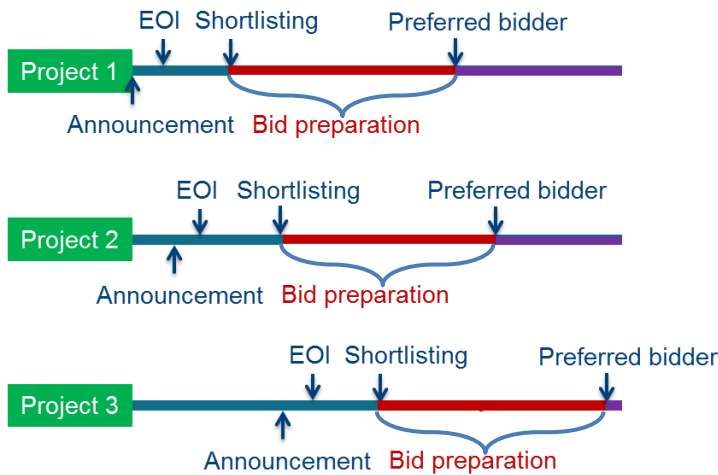 EOI Shortlisting Preferred bidder
Project 1
Announcement Bid preparation
EOI Shortlisting Preferred bidder
Project 2
Announcement Bid preparation
EOI Shortlisting Preferred bidder
Project 3
Announcement Bid preparation